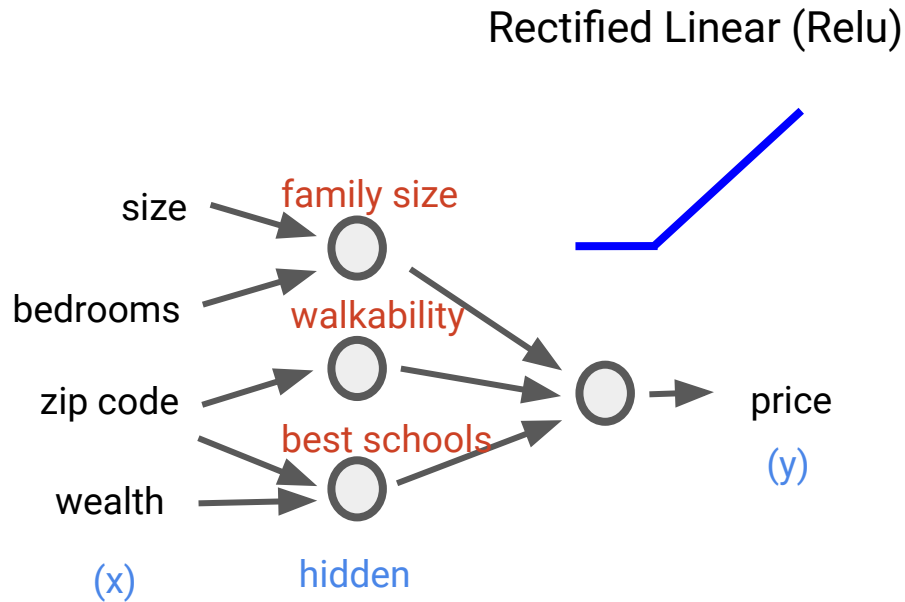 Rectified Linear (Relu)
size
family size
bedrooms
walkability
zip code
price
best schools
(y)
wealth
(x)
hidden